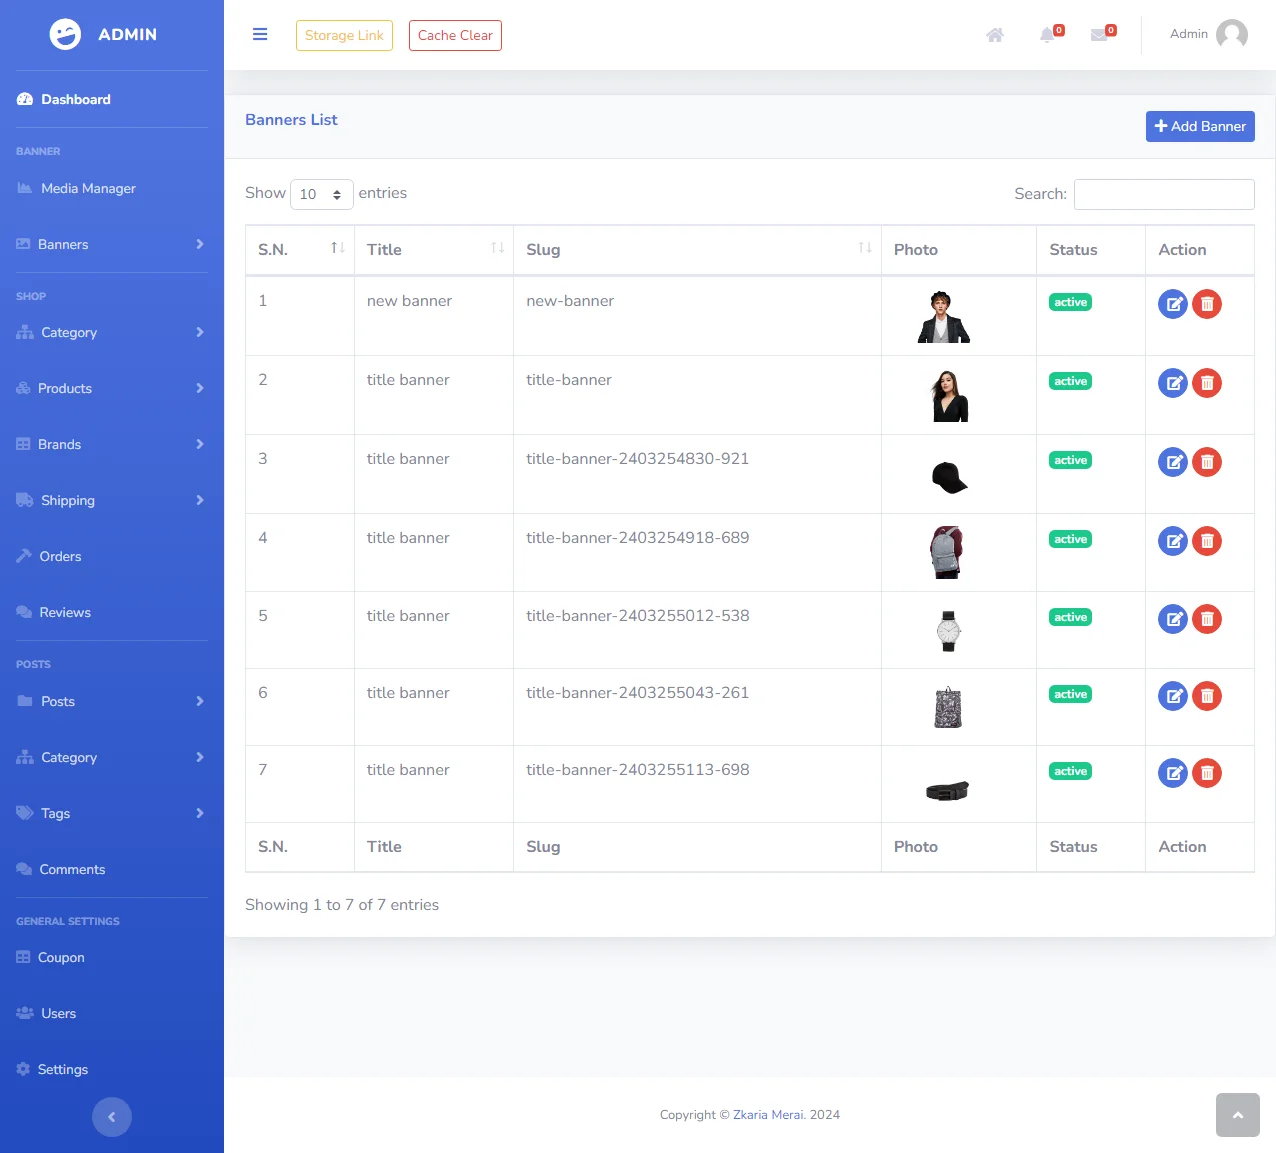 ADMIN
Storage Link
Cache Clear
0
0
Admin
Dashboard
BANNER
Media Manager
Banners
SHOP
Category
Products
Brands
Shipping
Orders
Reviews
POSTS
Posts
Category
Tags
Comments
GENERAL SETTINGS
Coupon
Users
Settings
Banners List
Add Banner
Show 10 entries
Search:
S.N. Title Slug Photo Status Action
1 new banner new-banner active
2 title banner title-banner active
3 title banner title-banner-2403254830-921 active
4 title banner title-banner-2403254918-689 active
5 title banner title-banner-2403255012-538 active
6 title banner title-banner-2403255043-261 active
7 title banner title-banner-2403255113-698 active
S.N. Title Slug Photo Status Action
Showing 1 to 7 of 7 entries
Copyright © Zkaria Merai. 2024